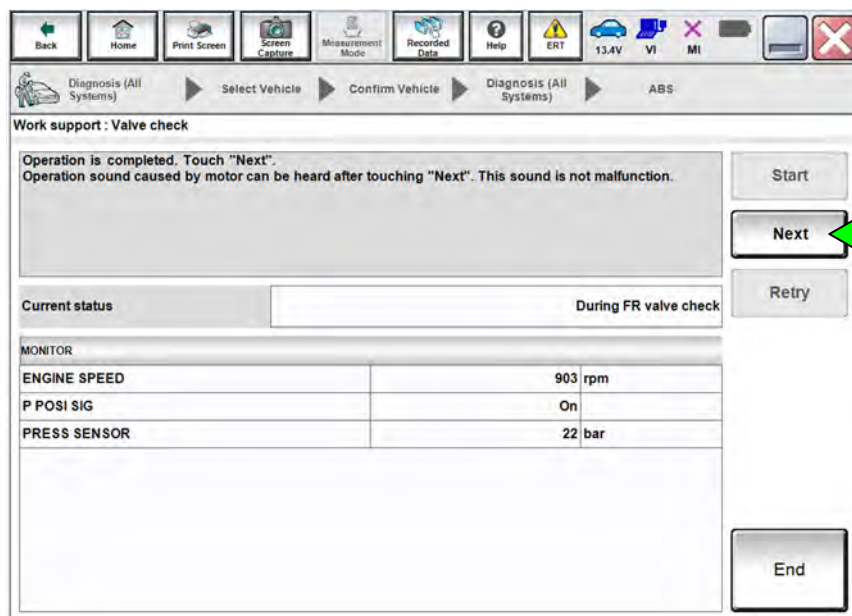 Back
Home
Print Screen
Screen
Capture
Measurement
Mode
Recorded
Data
Help
ERT
13.4V
VI
MI
Diagnosis (All
Systems)
Select Vehicle
Confirm Vehicle
Diagnosis (All
Systems)
ABS
Work support : Valve check
Operation is completed. Touch "Next".
Operation sound caused by motor can be heard after touching "Next". This sound is not malfunction.
Start
Next
Retry
Current status
During FR valve check
MONITOR
ENGINE SPEED 903 rpm
P POSI SIG On
PRESS SENSOR 22 bar
End